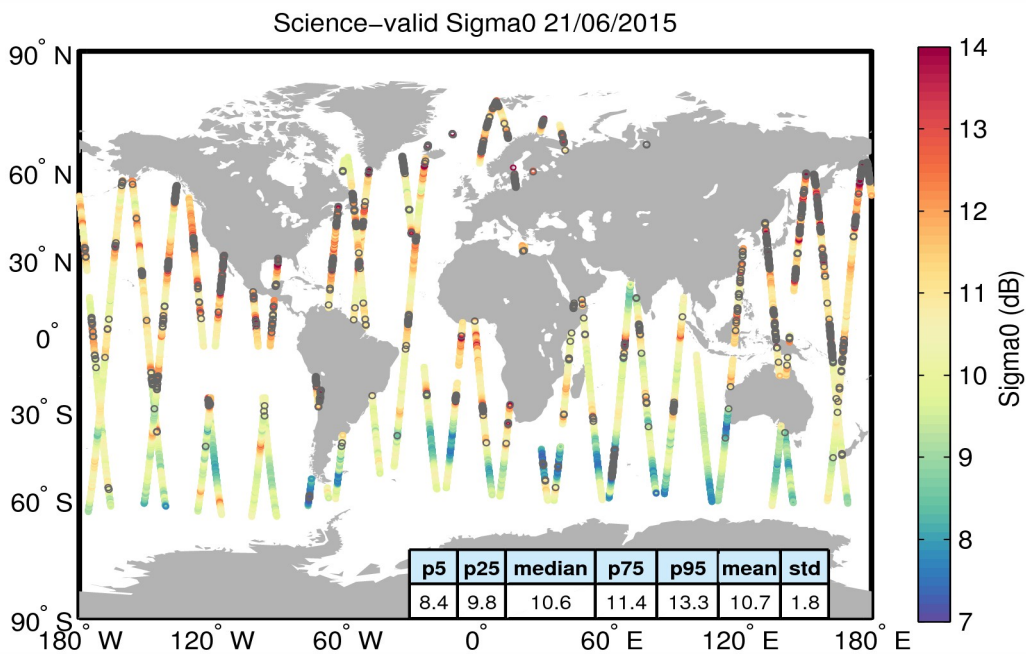 Science−valid Sigma0 21/06/2015
90° N
60° N
30° N
0°
30° S
60° S
90° S
180° W 120° W 60° W 0° 60° E 120° E 180° E
p5 p25 median p75 p95 mean std
8.4 9.8 10.6 11.4 13.3 10.7 1.8
14
13
12
11
10
9
8
7
Sigma0 (dB)